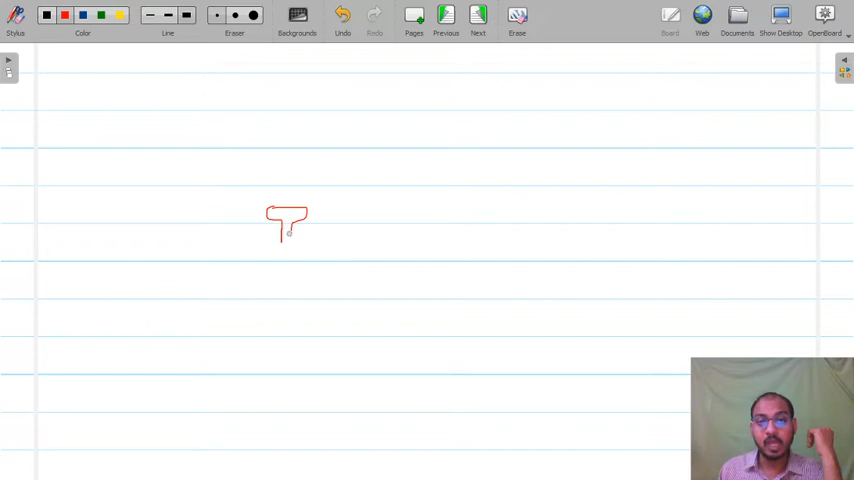 Stylus
Color
Line
Eraser
Backgrounds
Undo
Redo
Pages
Previous
Next
Erase
Board
Web
Documents
Show Desktop
OpenBoard